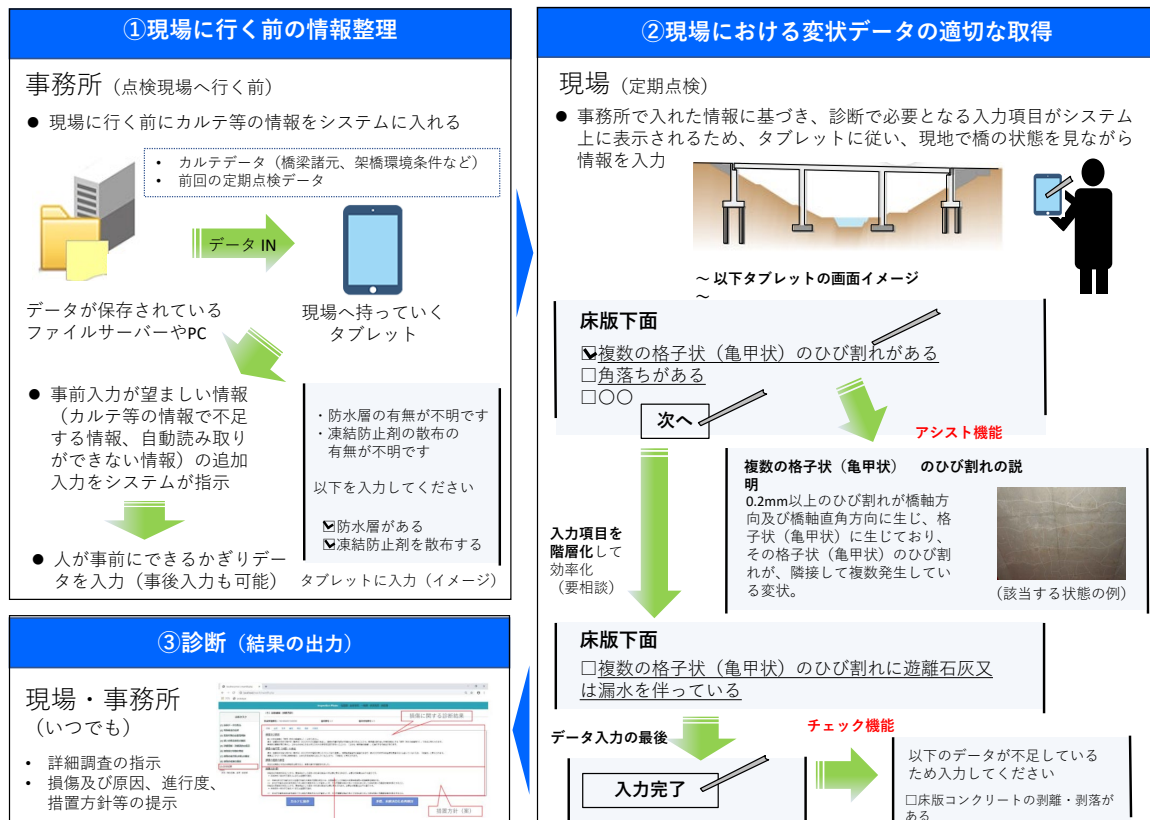 ①現場に行く前の情報整理
事務所（点検現場へ行く前）
● 現場に行く前にカルテ等の情報をシステムに入れる
• カルテデータ（橋梁諸元、架橋環境条件など）
• 前回の定期点検データ
データ IN
データが保存されている
ファイルサーバーやPC
現場へ持っていく
タブレット
● 事前入力が望ましい情報
（カルテ等の情報で不足
する情報、自動読み取り
ができない情報）の追加
入力をシステムが指示
・防水層の有無が不明です
・凍結防止剤の散布の
有無が不明です
以下を入力してください
☑防水層がある
☑凍結防止剤を散布する
タブレットに入力（イメージ）
● 人が事前にできるかぎりデー
タを入力（事後入力も可能）
②現場における変状データの適切な取得
現場（定期点検）
● 事務所で入れた情報に基づき、診断で必要となる入力項目がシステム
上に表示されるため、タブレットに従い、現地で橋の状態を見ながら
情報を入力
～以下タブレットの画面イメージ
～
床版下面
☑複数の格子状（亀甲状）のひび割れがある
□角落ちがある
□〇〇
次へ
アシスト機能
複数の格子状（亀甲状）　のひび割れの説
明
0.2mm以上のひび割れが橋軸方
向及び橋軸直角方向に生じ、格
子状（亀甲状）に生じており、
その格子状（亀甲状）のひび割
れが、隣接して複数発生してい
る変状。
（該当する状態の例）
入力項目を
階層化して
効率化
（要相談）
床版下面
□複数の格子状（亀甲状）のひび割れに遊離石灰又
は漏水を伴っている
データ入力の最後
チェック機能
入力完了
以下のデータが不足している
ため入力してください
□床版コンクリートの剥離・剥落が
ある
③診断（結果の出力）
現場・事務所
（いつでも）
• 詳細調査の指示
• 損傷及び原因、進行度、
措置方針等の提示
損傷に関する診断結果
措置方針（案）